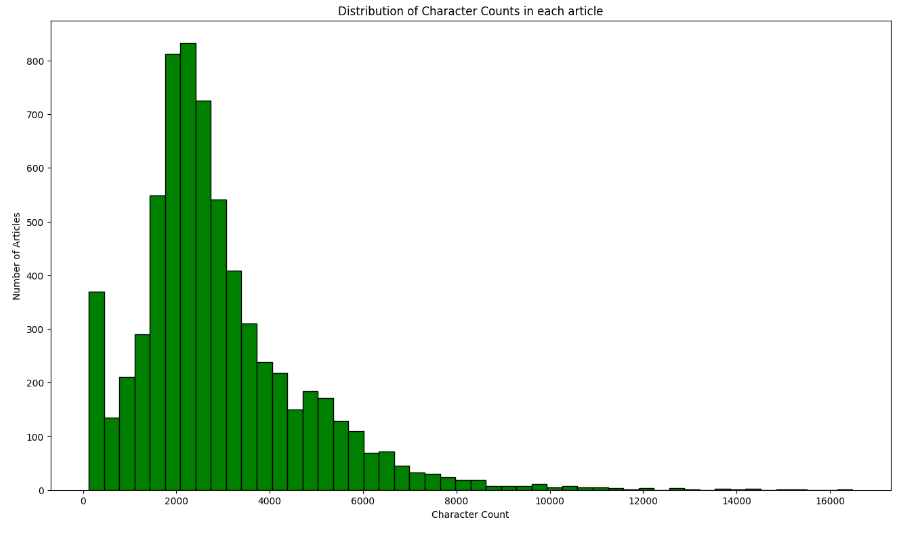 Distribution of Character Counts in each article
800
700
600
500
400
300
200
100
0
Number of Articles
0 2000 4000 6000 8000 10000 12000 14000 16000
Character Count